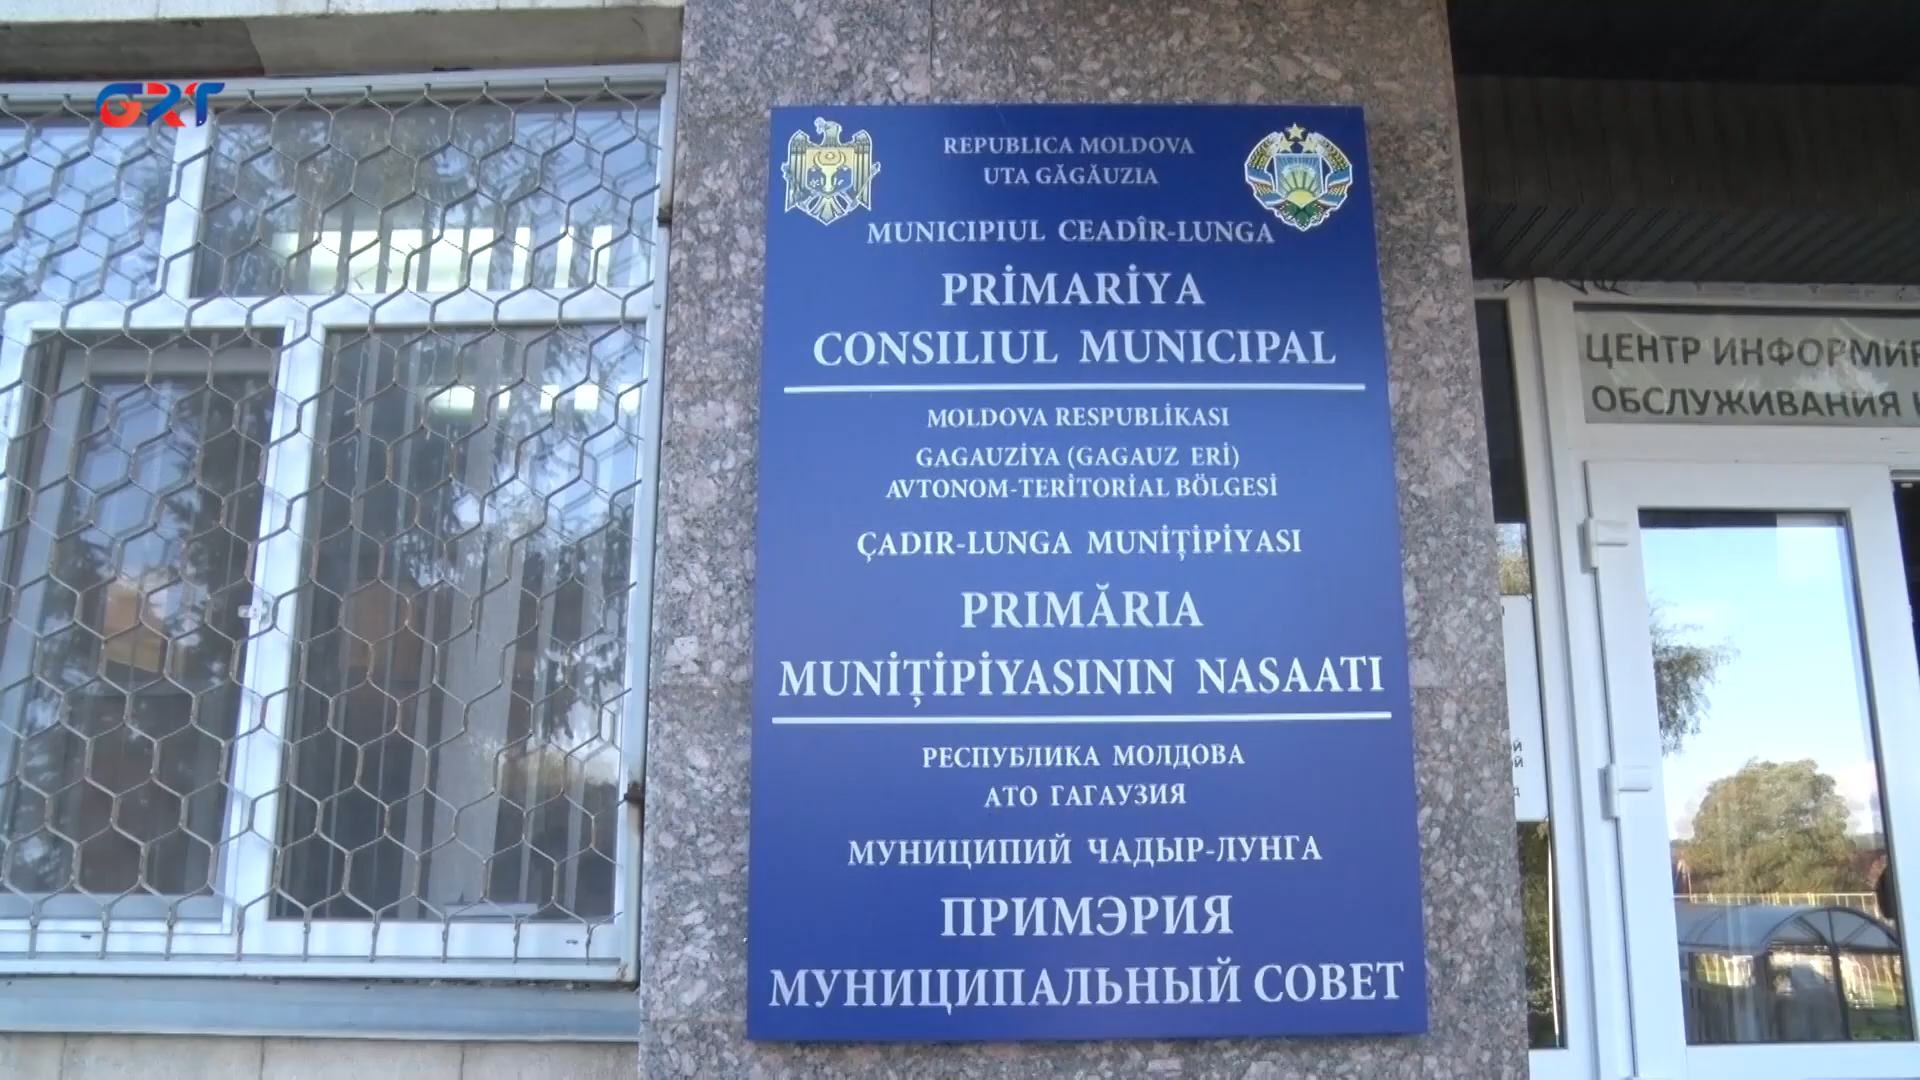 GRT
REPUBLICA MOLDOVA
UTA GĂGĂUZIA
MUNICIPIUL CEADÎR-LUNGA
PRİMARİYA
CONSILIUL MUNICIPAL
MOLDOVA RESPUBLİKASI
GAGAUZİYA (GAGAUZ ERİ)
AVTONOM-TERİTORİAL BÖLGESİ
ÇADIR-LUNGA MUNİŢİPİYASI
PRIMĂRIA
MUNİŢİPİYASININ NASAATI
РЕСПУБЛИКА МОЛДОВА
АТО ГАГАУЗИЯ
МУНИЦИПИЙ ЧАДЫР-ЛУНГА
ПРИМЭРИЯ
МУНИЦИПАЛЬНЫЙ СОВЕТ
ЦЕНТР
ОБСЛУЖИВАНИЯ